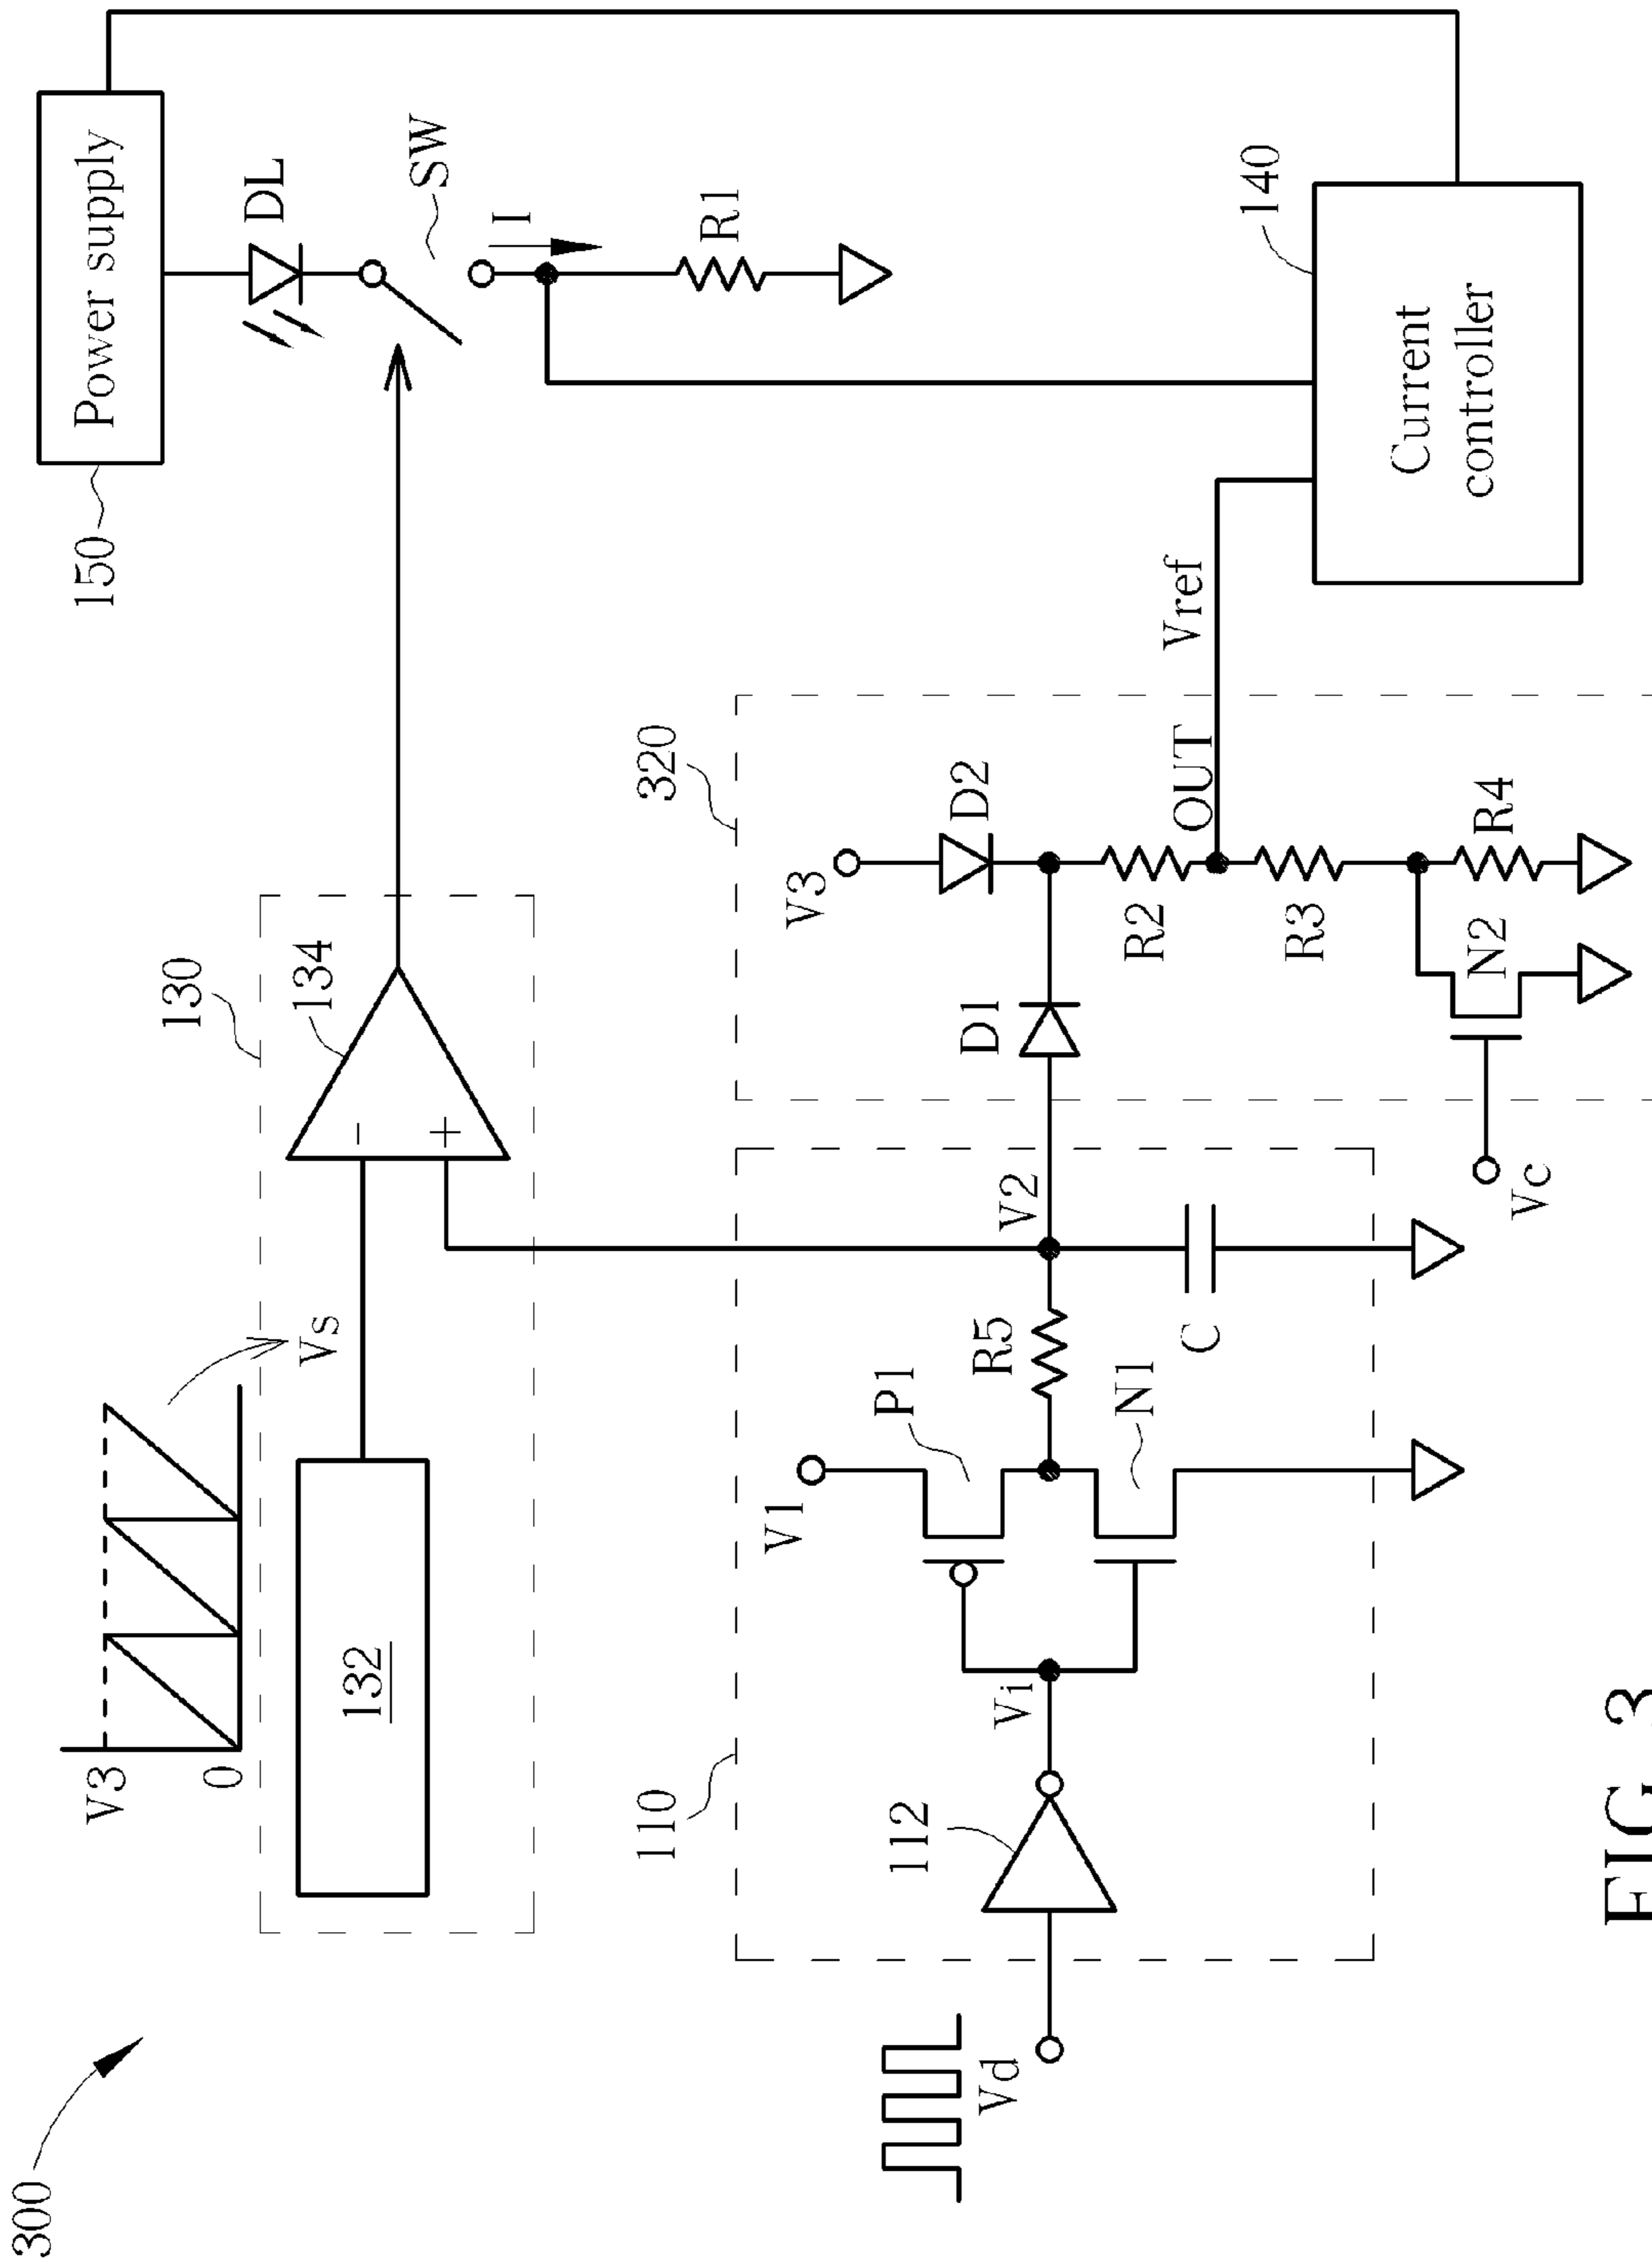 300
V3
0
Vs
132
130
134
-
+
150
Power supply
DL
SW
I
R1
110
Vd
112
Vi
V1
P1
N1
R5
V2
C
320
V3
D2
D1
R2
OUT
R3
R4
N2
Vc
Vref
140
Current
controller
FIG. 3